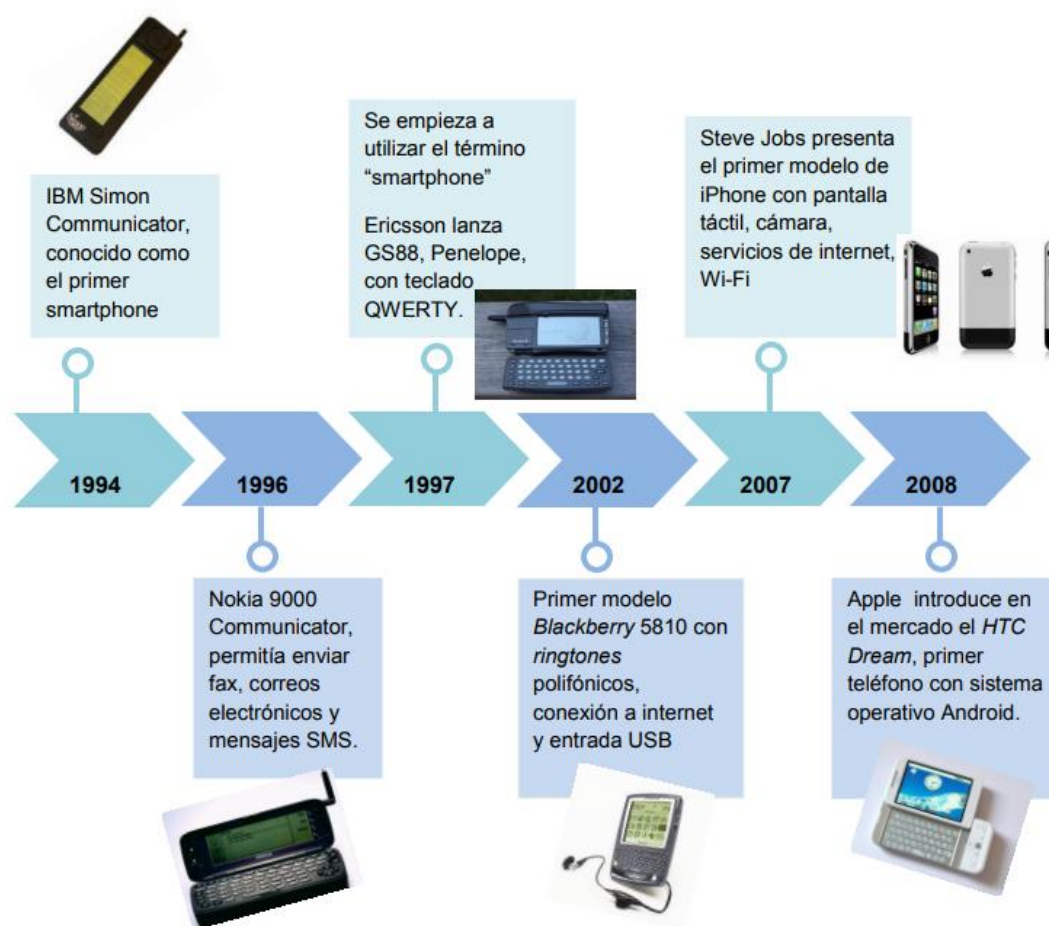 IBM Simon
Communicator,
conocido como
el primer
smartphone
Se empieza a
utilizar el término
“smartphone”
Ericsson lanza
GS88, Penelope,
con teclado
QWERTY.
Steve Jobs presenta
el primer modelo de
iPhone con pantalla
táctil, cámara,
servicios de internet,
Wi-Fi
1994
1996
1997
2002
2007
2008
Nokia 9000
Communicator,
permitía enviar
fax, correos
electrónicos y
mensajes SMS.
Primer modelo
Blackberry 5810 con
ringtones
polifónicos,
conexión a internet
y entrada USB
Apple introduce en
el mercado el HTC
Dream, primer
teléfono con sistema
operativo Android.